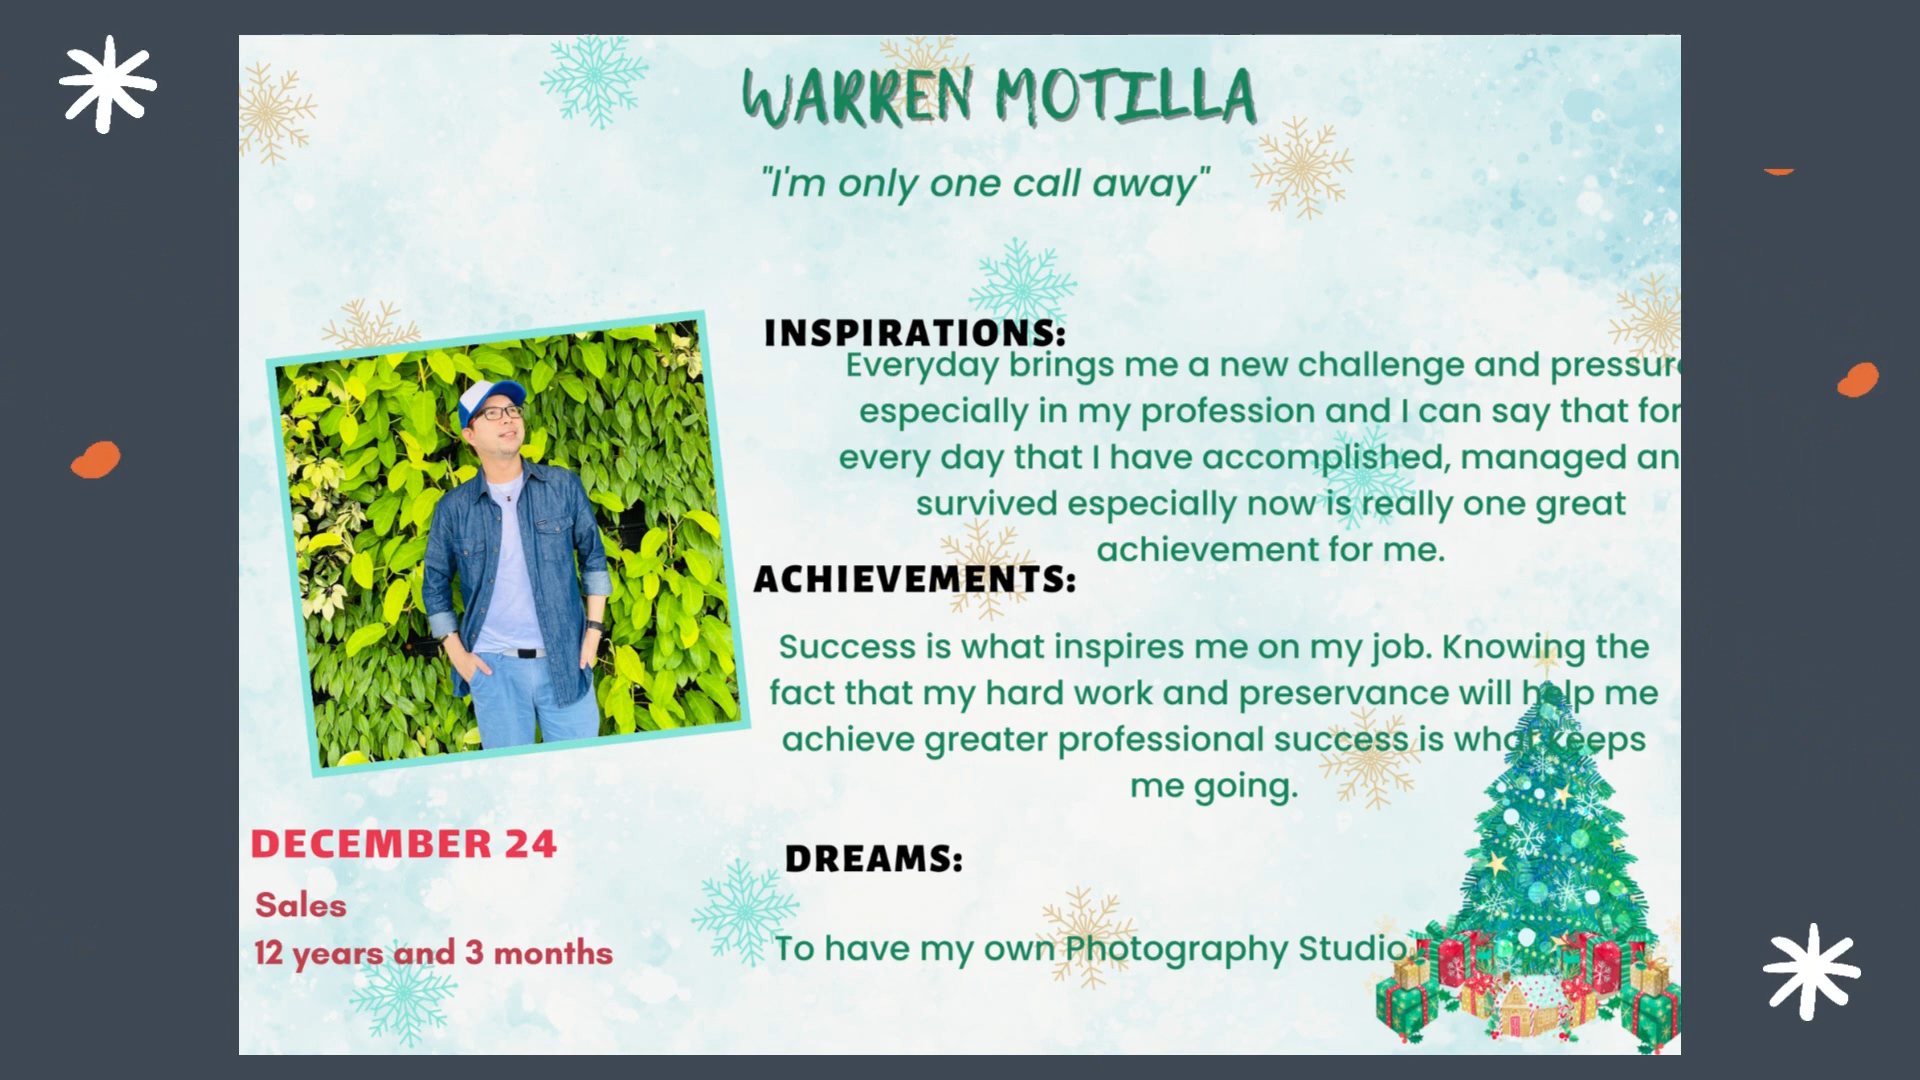 WARREN MOTILLA
"I'm only one call away"
INSPIRATIONS:
Everyday brings me a new challenge and pressure
especially in my profession and I can say that for
every day that I have accomplished, managed an
survived especially now is really one great
achievement for me.
ACHIEVEMENTS:
Success is what inspires me on my job. Knowing the
fact that my hard work and preservance will help me
achieve greater professional success is what keeps
me going.
DECEMBER 24
Sales
12 years and 3 months
DREAMS:
To have my own Photography Studio.